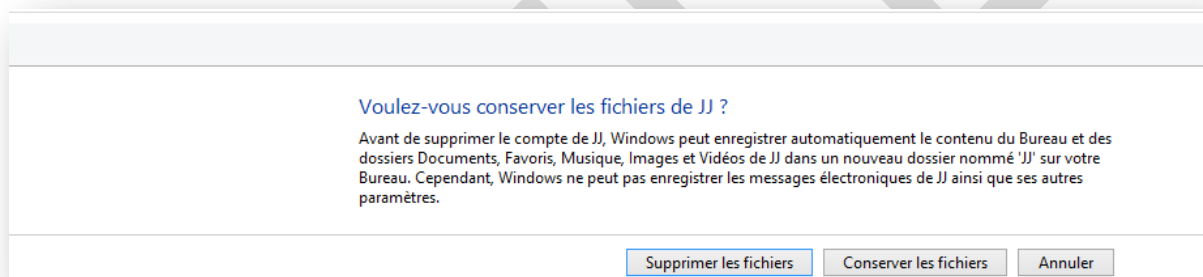 Voulez-vous conserver les fichiers de JJ ?
Avant de supprimer le compte de JJ, Windows peut enregistrer automatiquement le contenu du Bureau et des
dossiers Documents, Favoris, Musique, Images et Vidéos de JJ dans un nouveau dossier nommé 'JJ' sur votre
Bureau. Cependant, Windows ne peut pas enregistrer les messages électroniques de JJ ainsi que ses autres
paramètres.
Supprimer les fichiers Conserver les fichiers Annuler